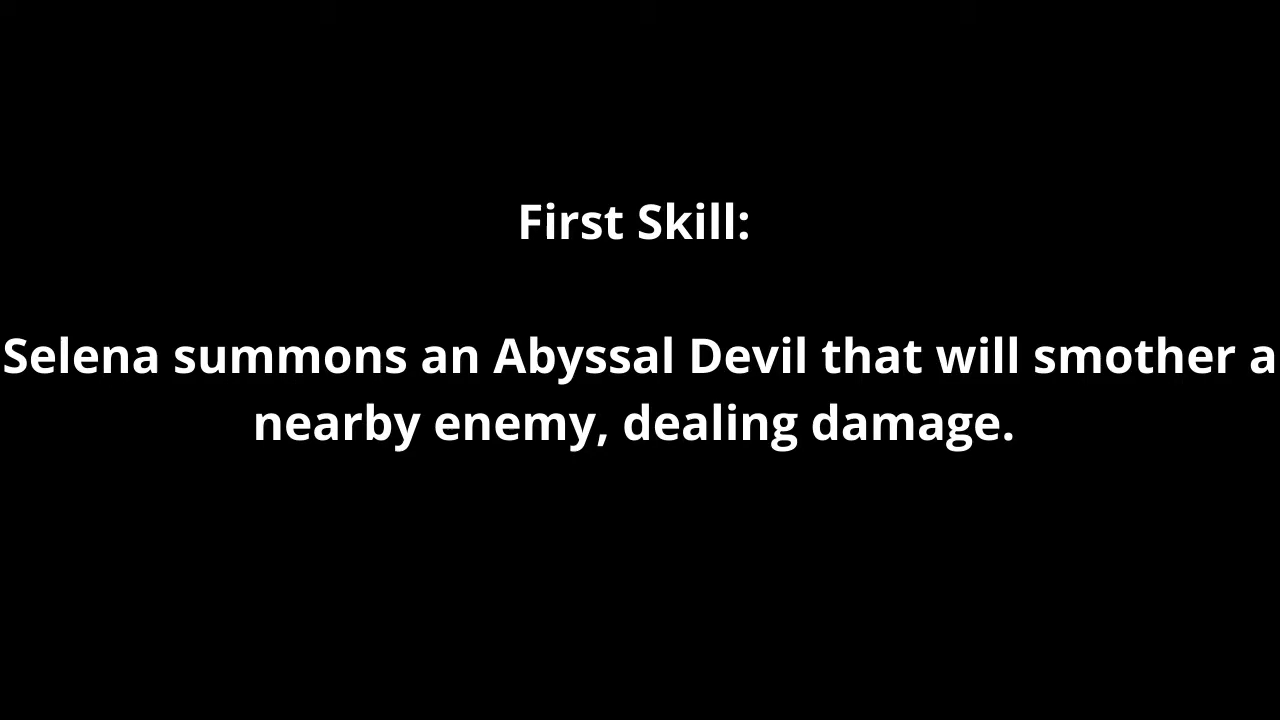 First Skill:
Selena summons an Abyssal Devil that will smother a
nearby enemy, dealing damage.